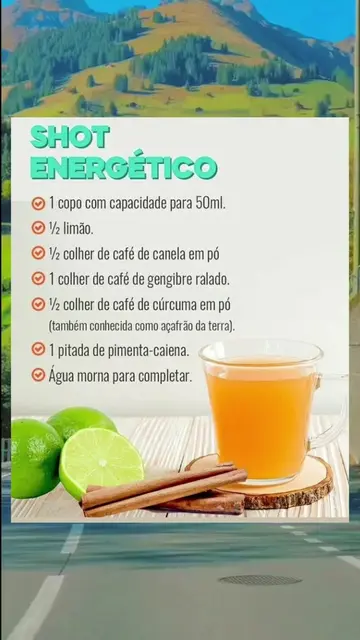 SHOT
ENERGÉTICO
1 copo com capacidade para 50ml.
½ limão.
½ colher de café de canela em pó
1 colher de café de gengibre ralado.
½ colher de café de cúrcuma em pó
(também conhecida como açafrão da terra).
1 pitada de pimenta-caiena.
Água morna para completar.